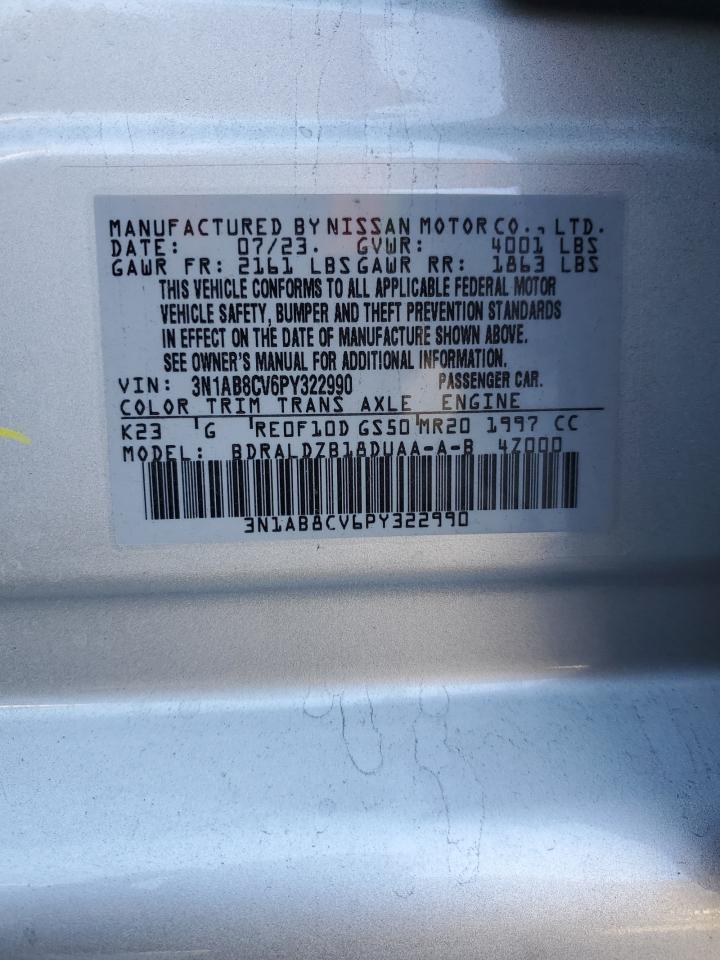 MANUFACTURED BY NISSAN MOTOR CO., LTD.
DATE: 07/23. GVWR: 4001 LBS
GAWR FR: 2161 LBS GAWR RR: 1863 LBS
THIS VEHICLE CONFORMS TO ALL APPLICABLE FEDERAL MOTOR
VEHICLE SAFETY, BUMPER AND THEFT PREVENTION STANDARDS
IN EFFECT ON THE DATE OF MANUFACTURE SHOWN ABOVE.
SEE OWNER'S MANUAL FOR ADDITIONAL INFORMATION.
VIN: 3N1AB8CV6PY322990 PASSENGER CAR.
COLOR TRIM TRANS AXLE ENGINE
K23 G RE0F10D GS50 MR20 1997 CC
MODEL: BDRALDZB18DUAA-A-B 4Z000
3N1AB8CV6PY322990